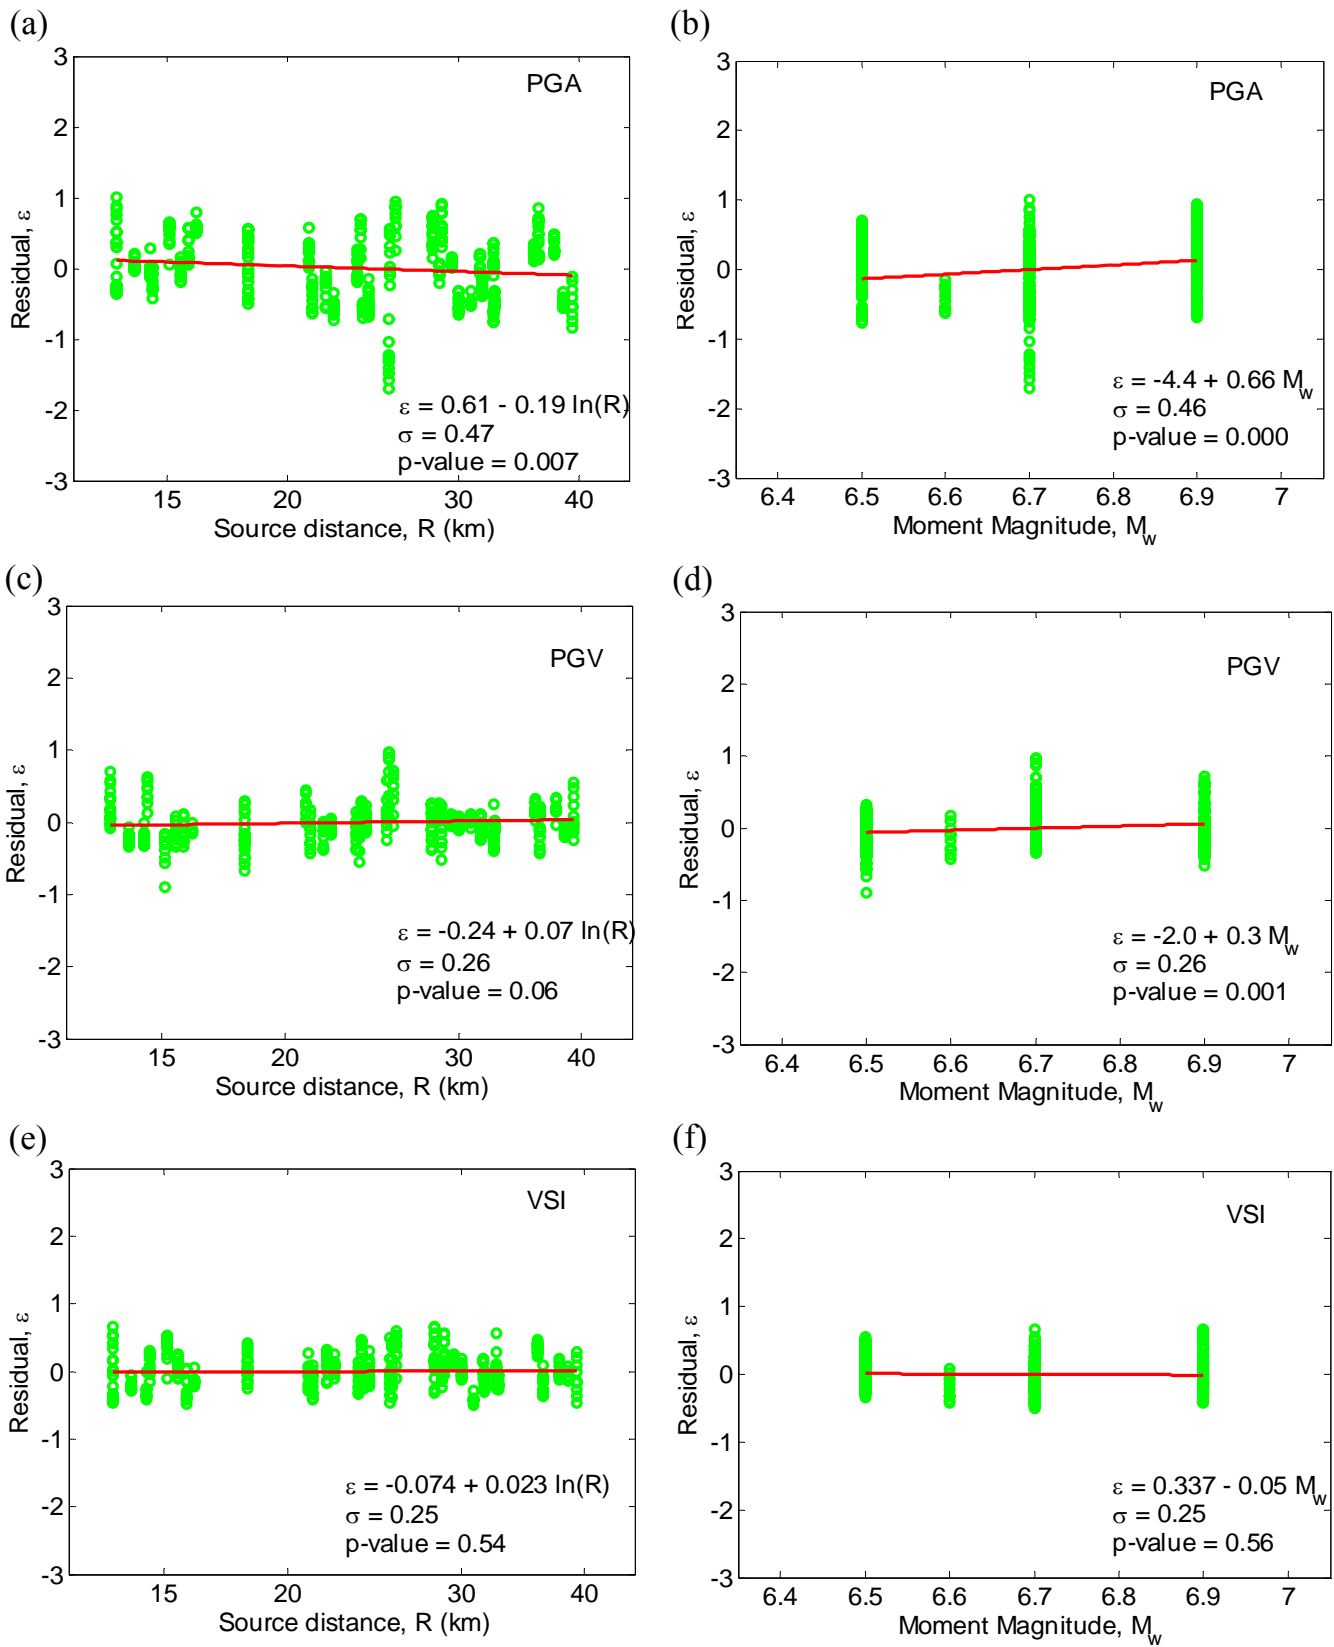 (a)
3
2
1
0
-1
-2
-3
Residual, ε
PGA
ε = 0.61 - 0.19 ln(R)
σ = 0.47
p-value = 0.007
15 20 30 40
Source distance, R (km)
(b)
3
2
1
0
-1
-2
-3
Residual, ε
PGA
ε = -4.4 + 0.66 M_w
σ = 0.46
p-value = 0.000
6.4 6.5 6.6 6.7 6.8 6.9 7
Moment Magnitude, M_w
(c)
3
2
1
0
-1
-2
-3
Residual, ε
PGV
ε = -0.24 + 0.07 ln(R)
σ = 0.26
p-value = 0.06
15 20 30 40
Source distance, R (km)
(d)
3
2
1
0
-1
-2
-3
Residual, ε
PGV
ε = -2.0 + 0.3 M_w
σ = 0.26
p-value = 0.001
6.4 6.5 6.6 6.7 6.8 6.9 7
Moment Magnitude, M_w
(e)
3
2
1
0
-1
-2
-3
Residual, ε
VSI
ε = -0.074 + 0.023 ln(R)
σ = 0.25
p-value = 0.54
15 20 30 40
Source distance, R (km)
(f)
3
2
1
0
-1
-2
-3
Residual, ε
VSI
ε = 0.337 - 0.05 M_w
σ = 0.25
p-value = 0.56
6.4 6.5 6.6 6.7 6.8 6.9 7
Moment Magnitude, M_w